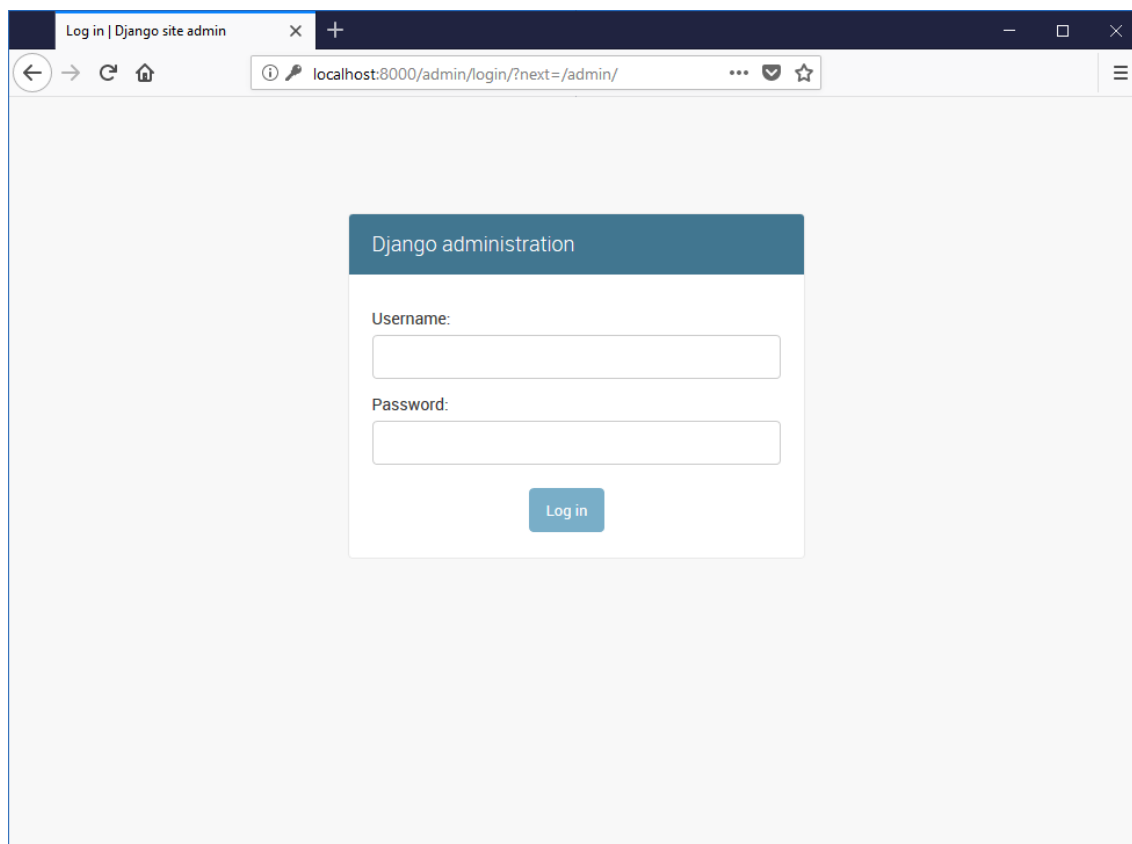 Log in | Django site admin
localhost:8000/admin/login/?next=/admin/
Django administration
Username:
Password:
Log in